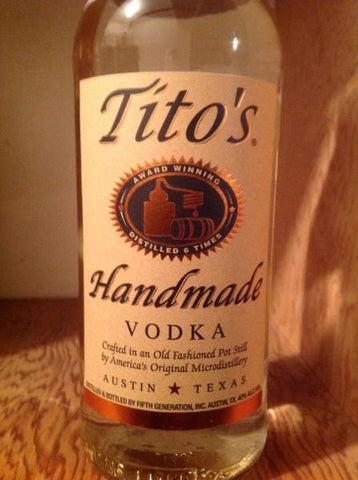 Tito's®
AWARD WINNING
DISTILLED 6 TIMES
Handmade
VODKA
Crafted in an Old Fashioned Pot Still
by America's Original Microdistillery
AUSTIN ★ TEXAS
DISTILLED & BOTTLED BY FIFTH GENERATION, INC. AUSTIN, TX. 40% ALC./VOL.